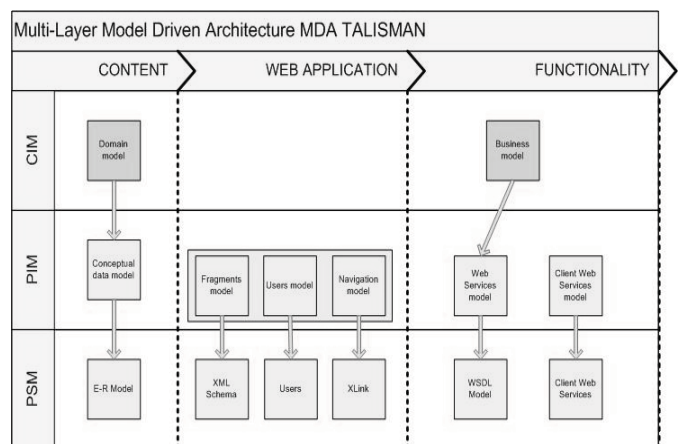 Multi-Layer Model Driven Architecture MDA TALISMAN
CONTENT
WEB APPLICATION
FUNCTIONALITY
CIM
Domain
model
Business
model
PIM
Conceptual
data model
Fragments
model
Users model
Navigation
model
Web
Services
model
Client Web
Services
model
PSM
E-R Model
XML
Schema
Users
XLink
WSDL
Model
Client Web
Services